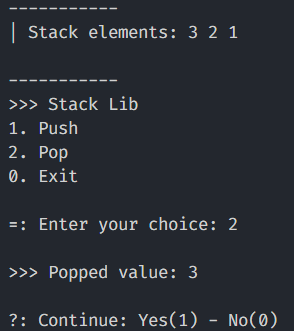 -----------
| Stack elements: 3 2 1
-----------
>>> Stack Lib
1. Push
2. Pop
0. Exit
=: Enter your choice: 2
>>> Popped value: 3
?: Continue: Yes(1) - No(0)